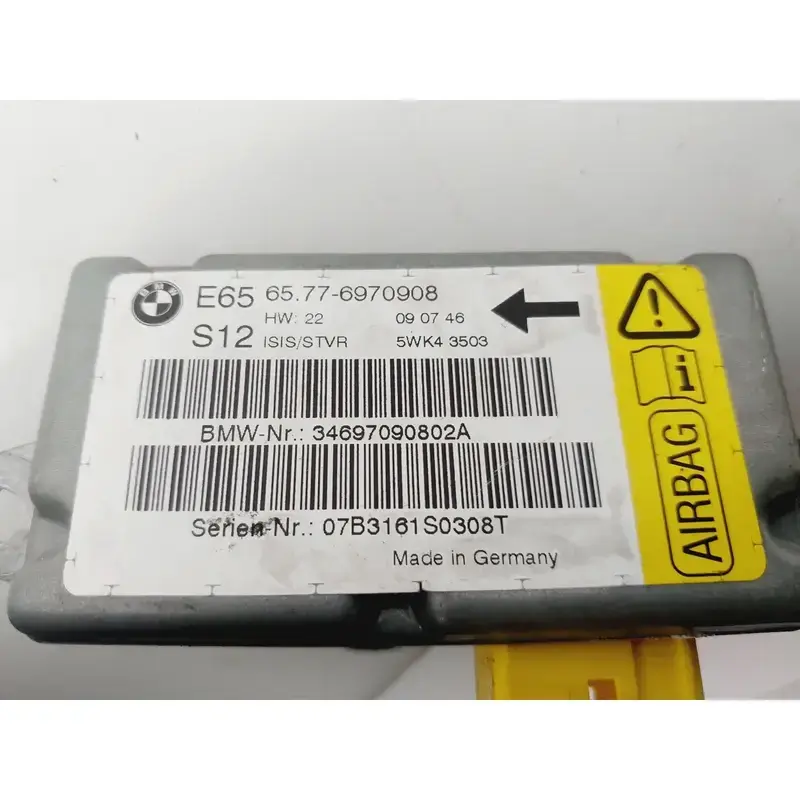 BMW
E65 65.77-6970908
HW: 22 09 07 46
S12 ISIS/STVR 5WK4 3503
BMW-Nr.: 34697090802A
Serien-Nr.: 07B3161S0308T
Made in Germany
!
i
AIRBAG